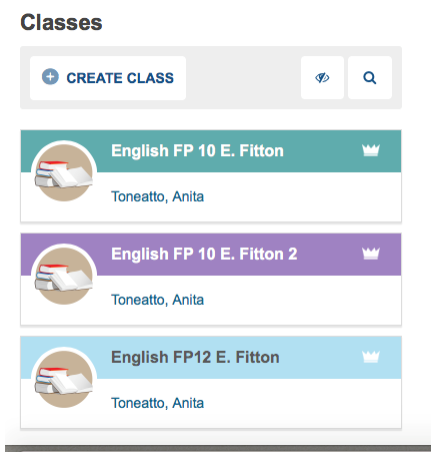 Classes
CREATE CLASS
English FP 10 E. Fitton
Toneatto, Anita
English FP 10 E. Fitton 2
Toneatto, Anita
English FP12 E. Fitton
Toneatto, Anita